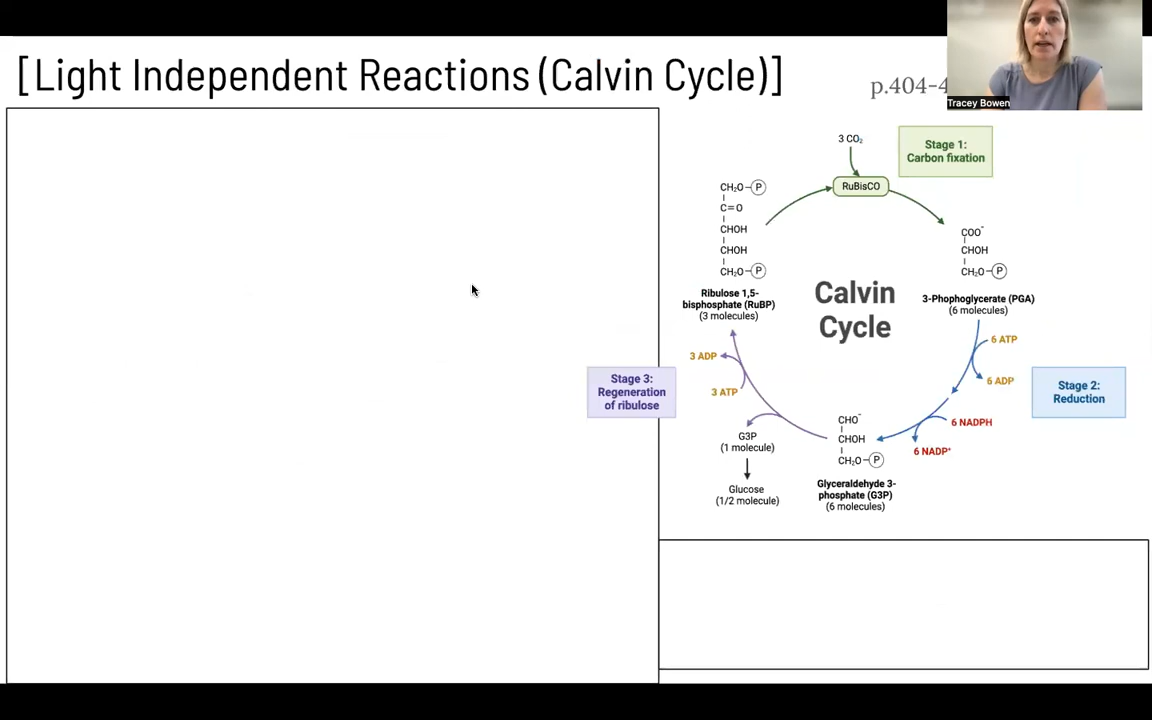 [Light Independent Reactions (Calvin Cycle)]
p.404-4
Tracey Bowen
3 CO₂
Stage 1:
Carbon fixation
RuBisCO
CH₂O-P
C=O
CHOH
CHOH
CH₂O-P
Ribulose 1,5-
bisphosphate (RuBP)
(3 molecules)
COO⁻
CHOH
CH₂O-P
3-Phophoglycerate (PGA)
(6 molecules)
Calvin
Cycle
6 ATP
6 ADP
Stage 2:
Reduction
6 NADPH
6 NADP⁺
CHO⁻
CHOH
CH₂O-P
Glyceraldehyde 3-
phosphate (G3P)
(6 molecules)
Stage 3:
Regeneration
of ribulose
3 ADP
3 ATP
G3P
(1 molecule)
Glucose
(1/2 molecule)